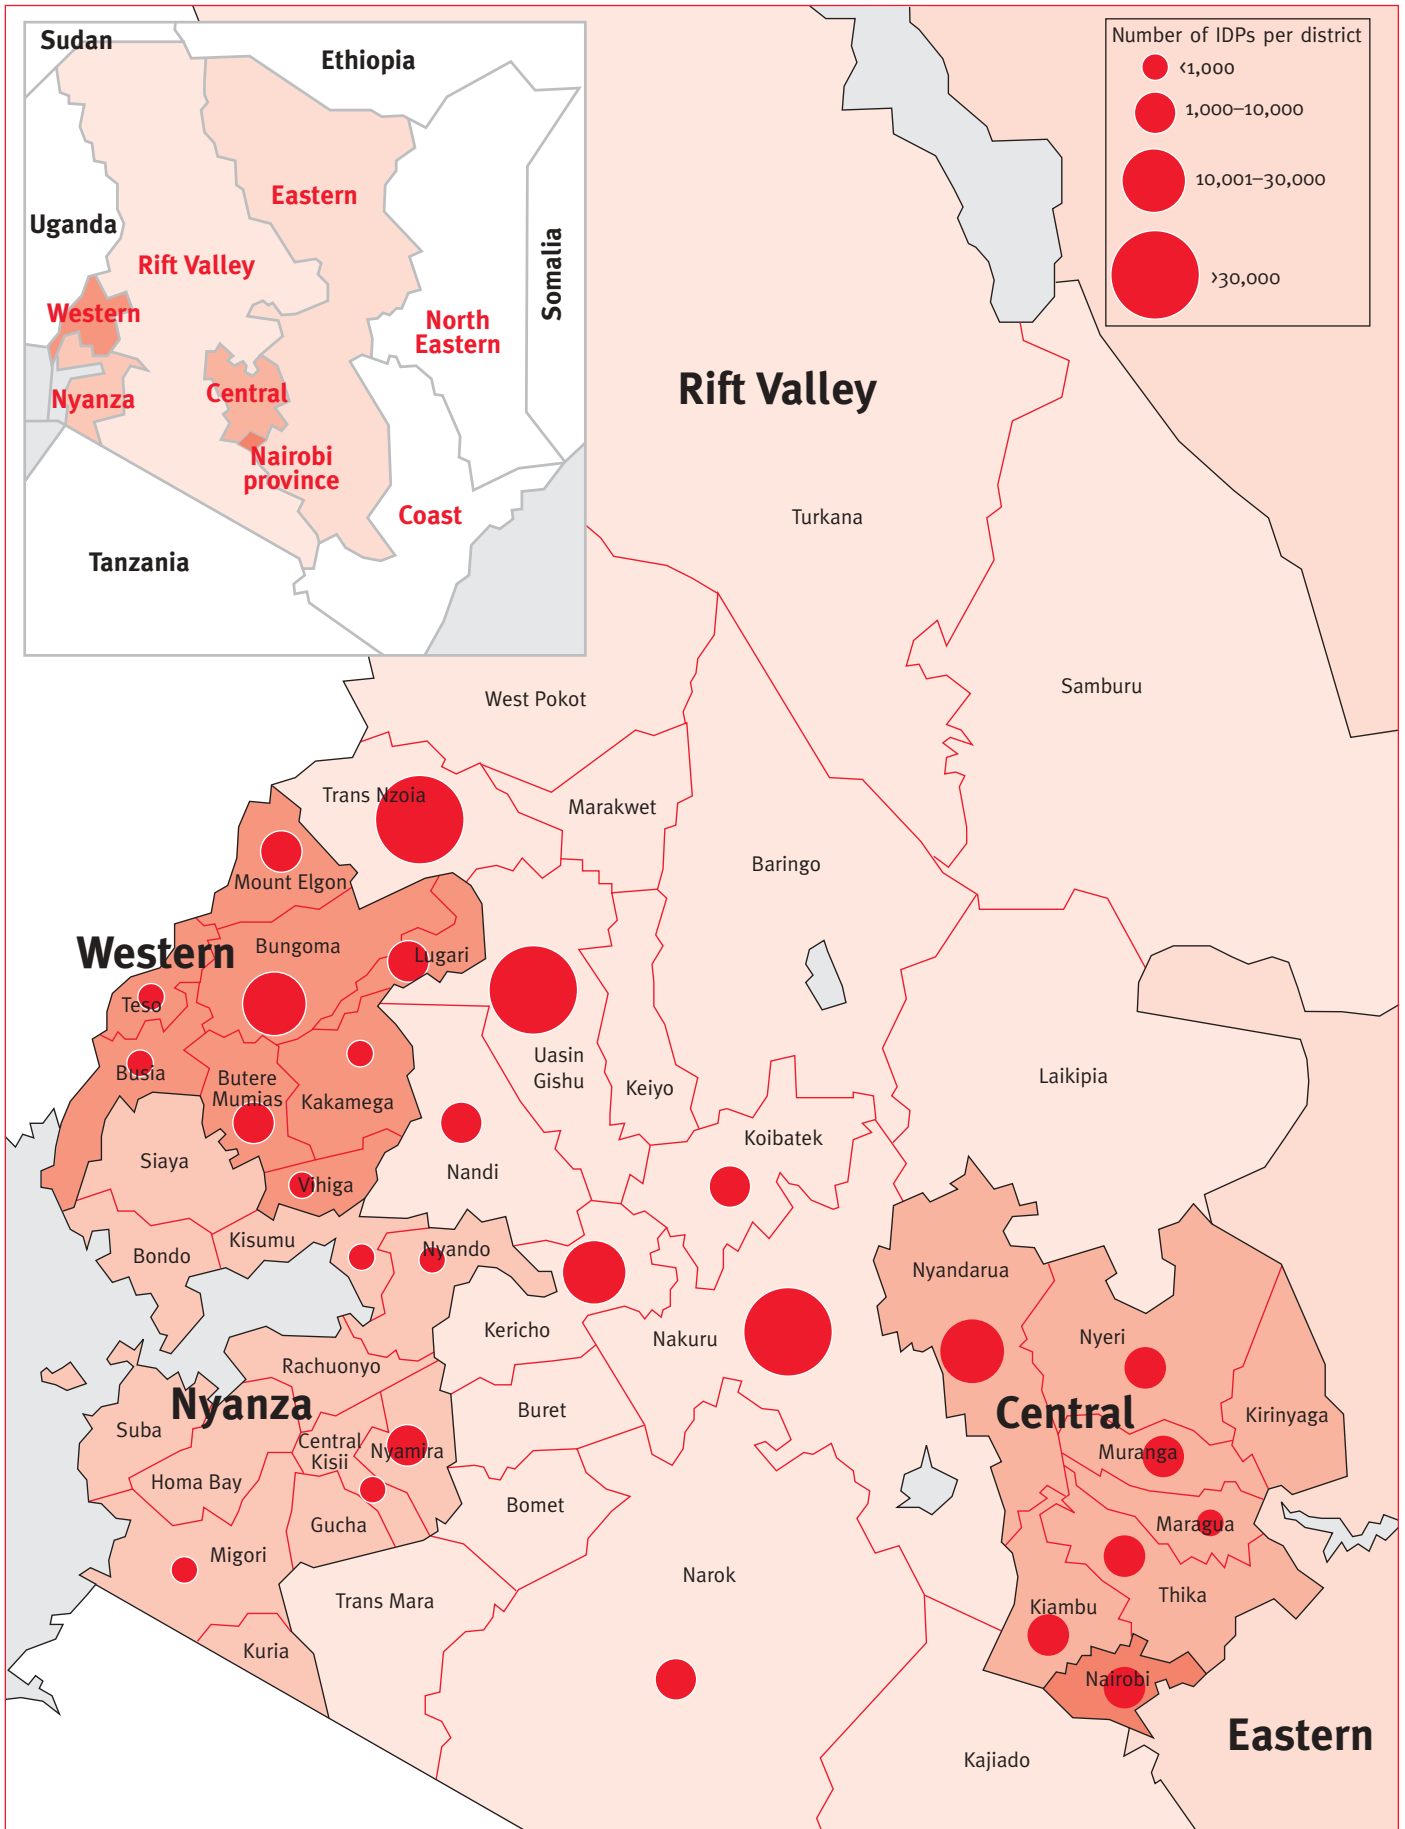 Sudan
Ethiopia
Eastern
Uganda
Rift Valley
Somalia
Western
North
Eastern
Nyanza
Central
Nairobi
province
Coast
Tanzania
Number of IDPs per district
<1,000
1,000–10,000
10,001–30,000
>30,000
Rift Valley
Turkana
Samburu
West Pokot
Trans Nzoia
Marakwet
Baringo
Mount Elgon
Western
Bungoma
Lugari
Teso
Busia
Butere
Mumias
Kakamega
Uasin
Gishu
Keiyo
Laikipia
Koibatek
Siaya
Nandi
Vihiga
Bondo
Kisumu
Nyando
Nyandarua
Kericho
Nakuru
Nyeri
Rachuonyo
Nyanza
Central
Suba
Buret
Kirinyaga
Central
Kisii
Nyamira
Muranga
Homa Bay
Bomet
Gucha
Maragua
Migori
Narok
Trans Mara
Thika
Kiambu
Kuria
Nairobi
Eastern
Kajiado